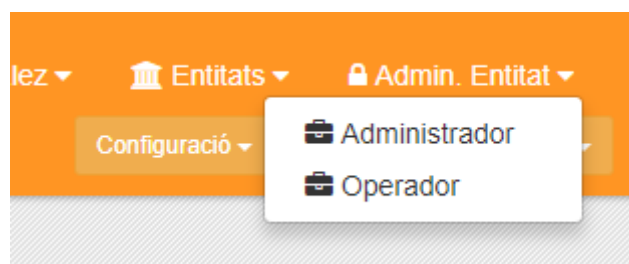 lez Entitats Admin. Entitat
Configuració
Administrador
Operador